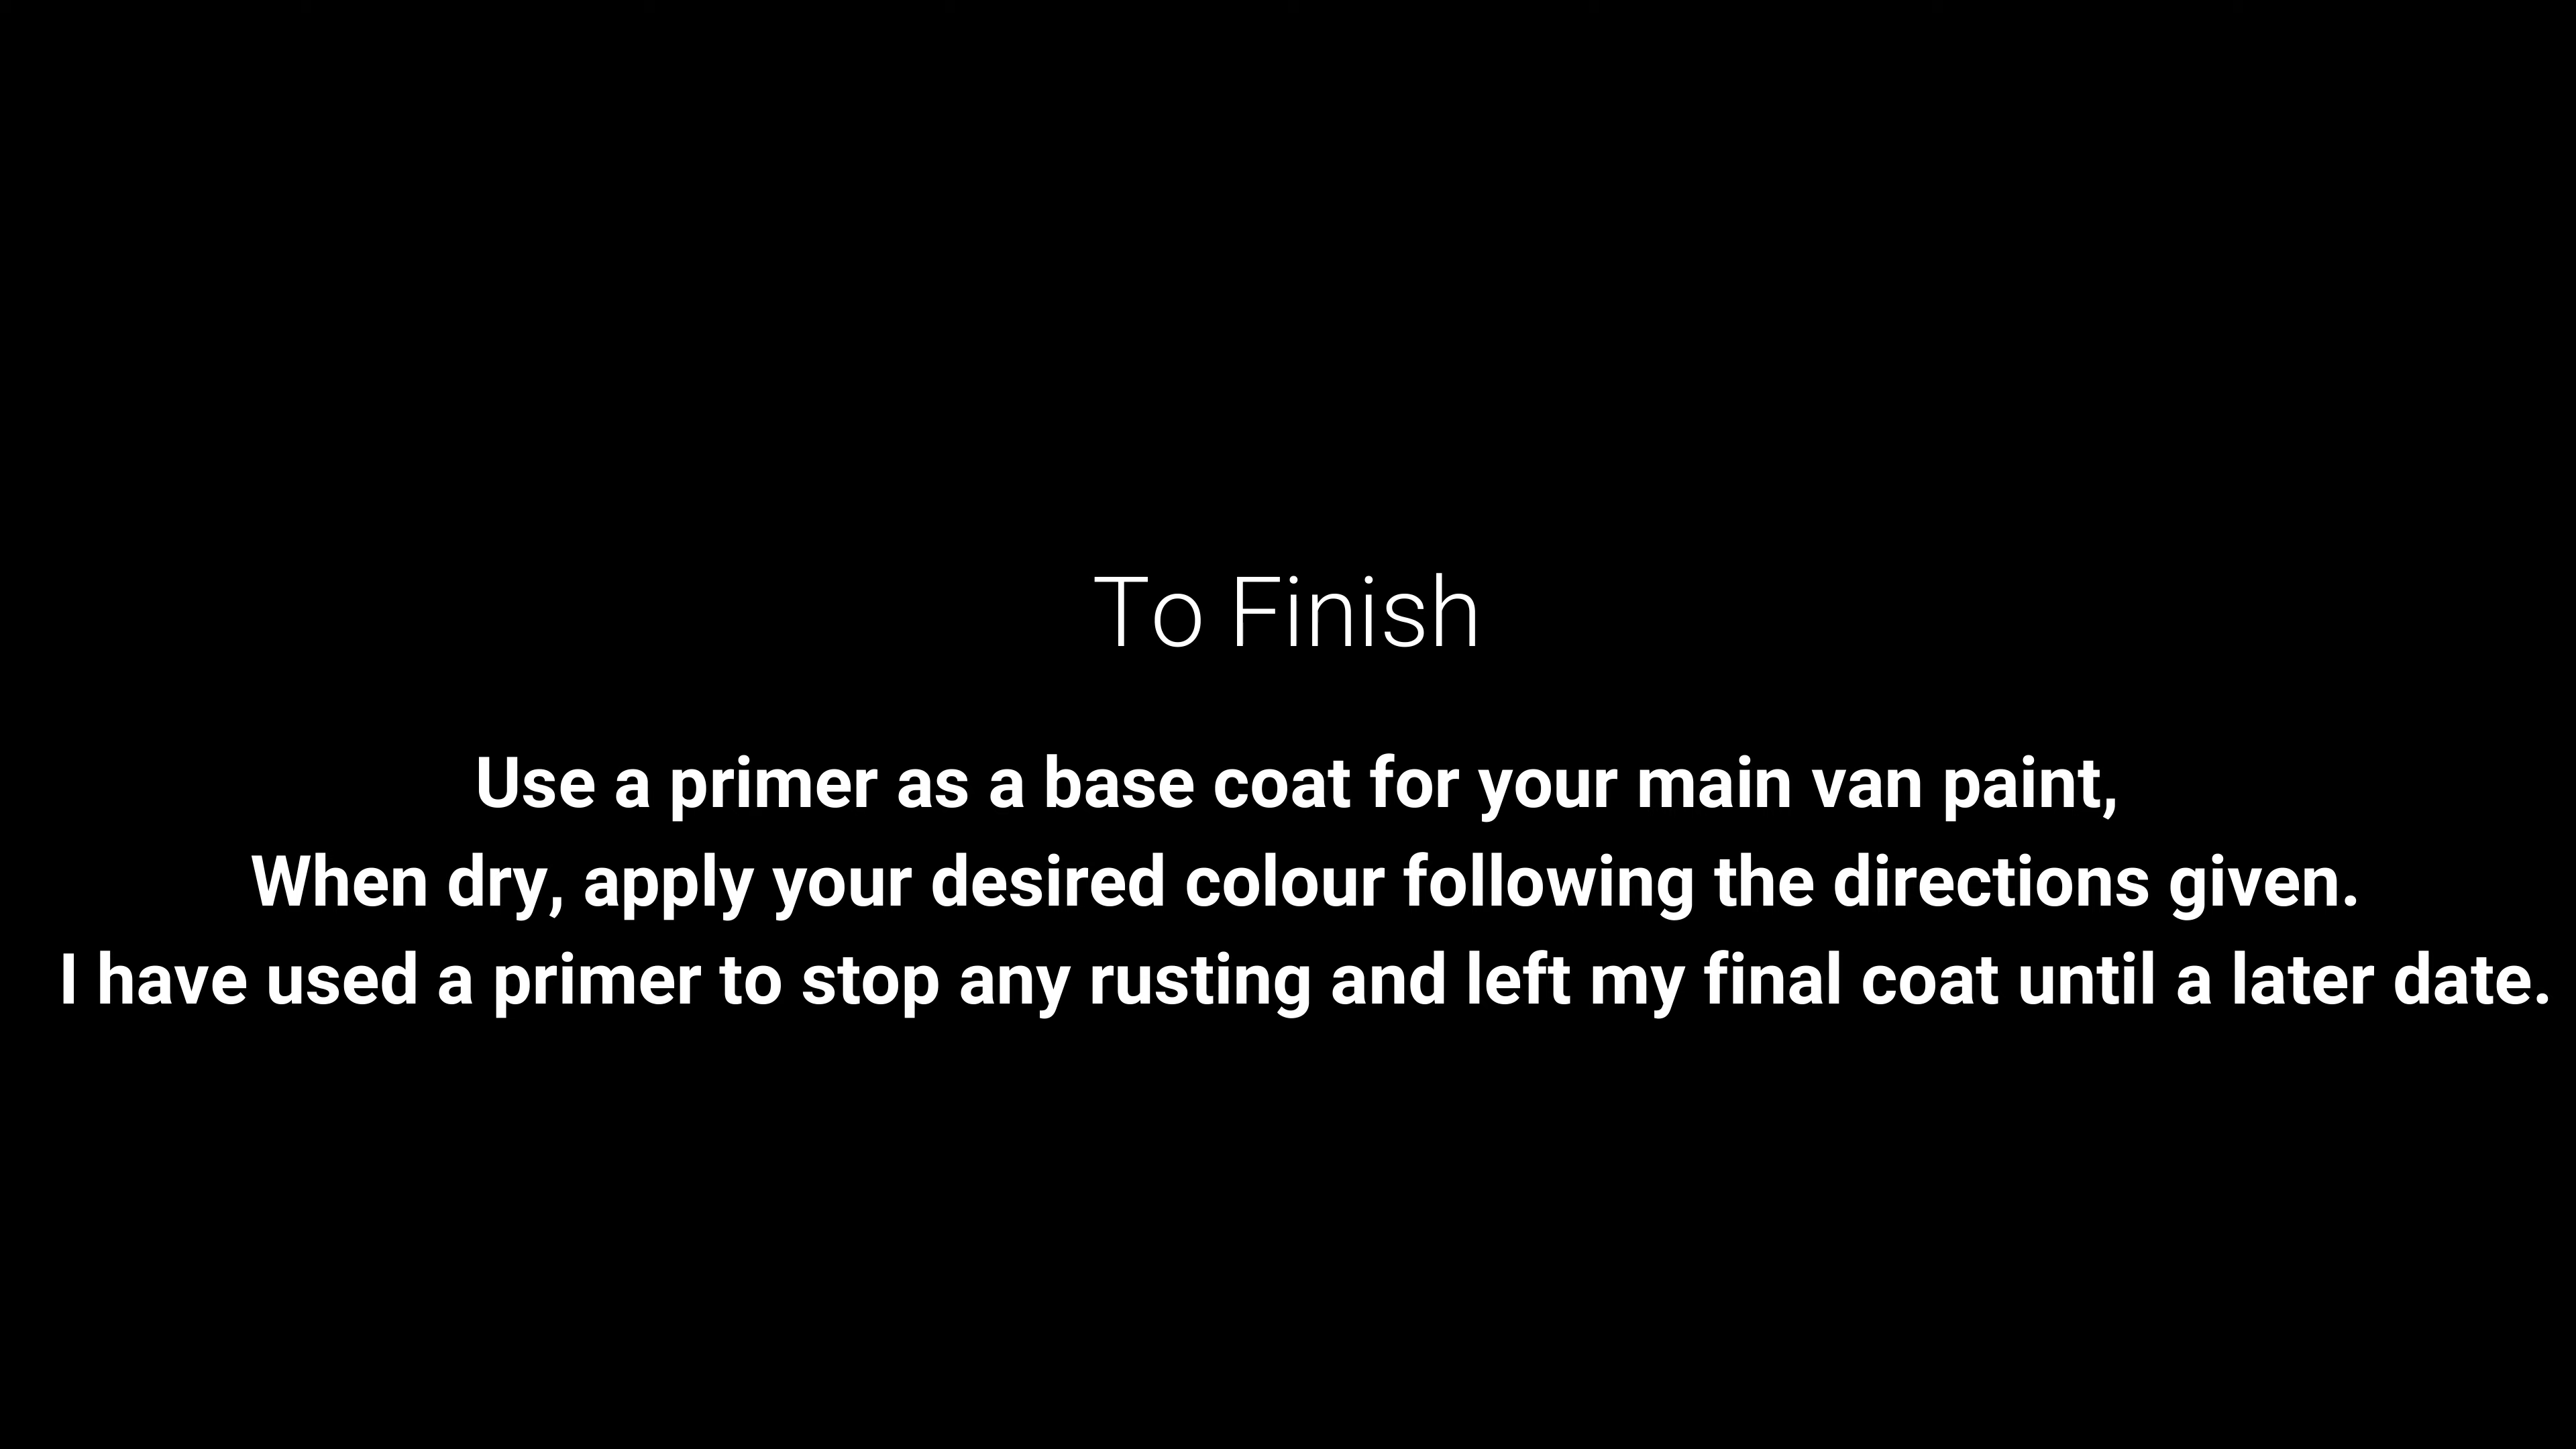 To Finish
Use a primer as a base coat for your main van paint,
When dry, apply your desired colour following the directions given.
I have used a primer to stop any rusting and left my final coat until a later date.